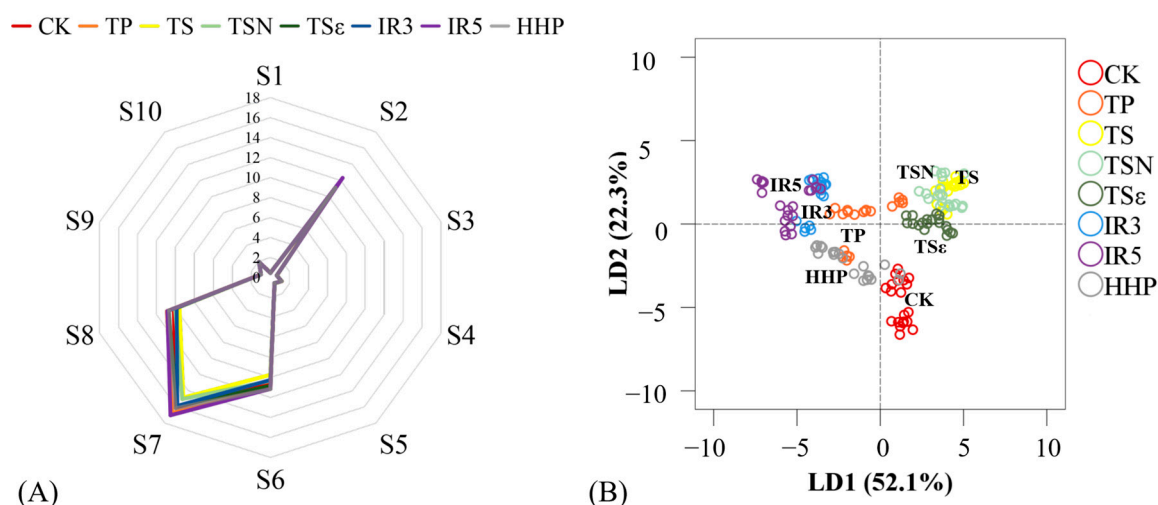 CK TP TS TSN TSε IR3 IR5 HHP
S1
S2
S3
S4
S5
S6
S7
S8
S9
S10
18
16
14
12
10
8
6
4
2
0
(A)
10
5
0
−5
−10
LD2 (22.3%)
−10 −5 0 5 10
LD1 (52.1%)
TSN TS
IR5
IR3
TP
TSε
HHP
CK
CK
TP
TS
TSN
TSε
IR3
IR5
HHP
(B)